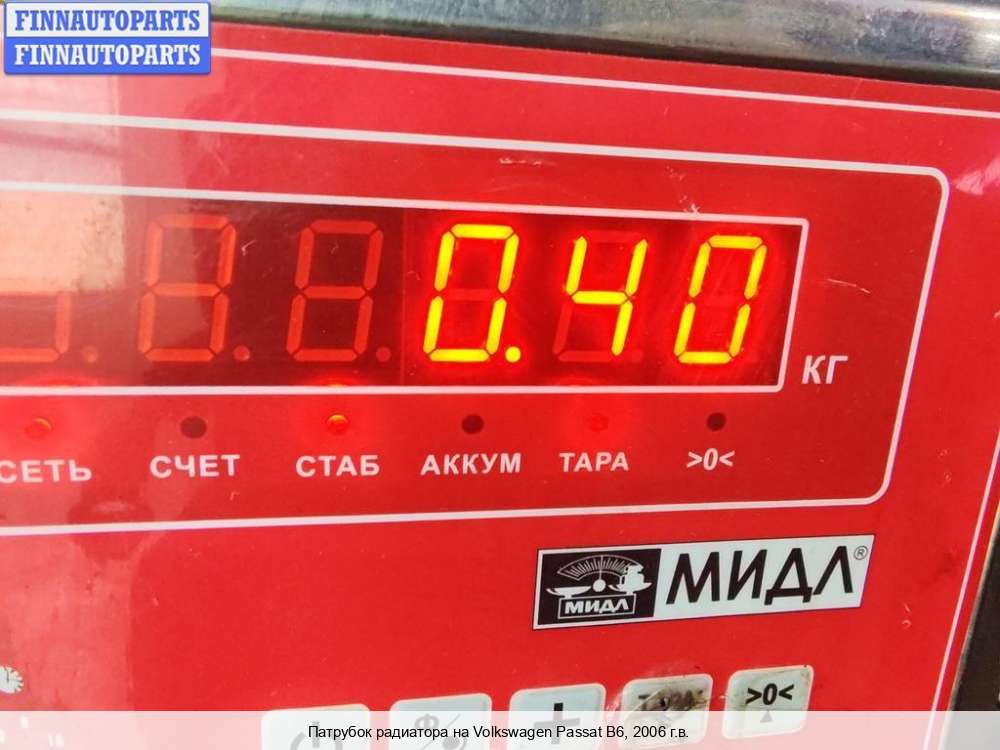 FINNAUTOPARTS
FINNAUTOPARTS
0.40
КГ
СЕТЬ СЧЕТ СТАБ АККУМ ТАРА >0<
МИДЛ МИДЛ®
>0<
Патрубок радиатора на Volkswagen Passat B6, 2006 г.в.